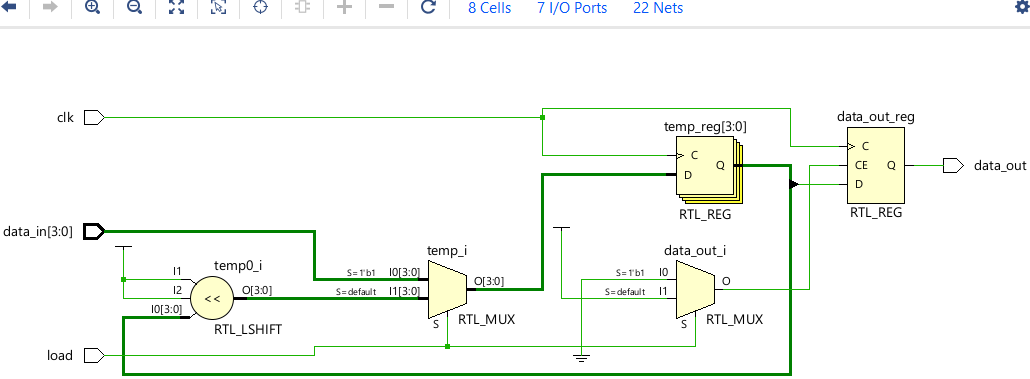 8 Cells 7 I/O Ports 22 Nets
clk
temp_reg[3:0]
C
D
Q
RTL_REG
data_out_reg
C
CE
D
Q
RTL_REG
data_out
data_in[3:0]
temp0_i
I1
I2
I0[3:0]
<<
O[3:0]
RTL_LSHIFT
temp_i
S=1'b1 I0[3:0]
S=default I1[3:0]
O[3:0]
S
RTL_MUX
data_out_i
S=1'b1 I0
S=default I1
O
S
RTL_MUX
load